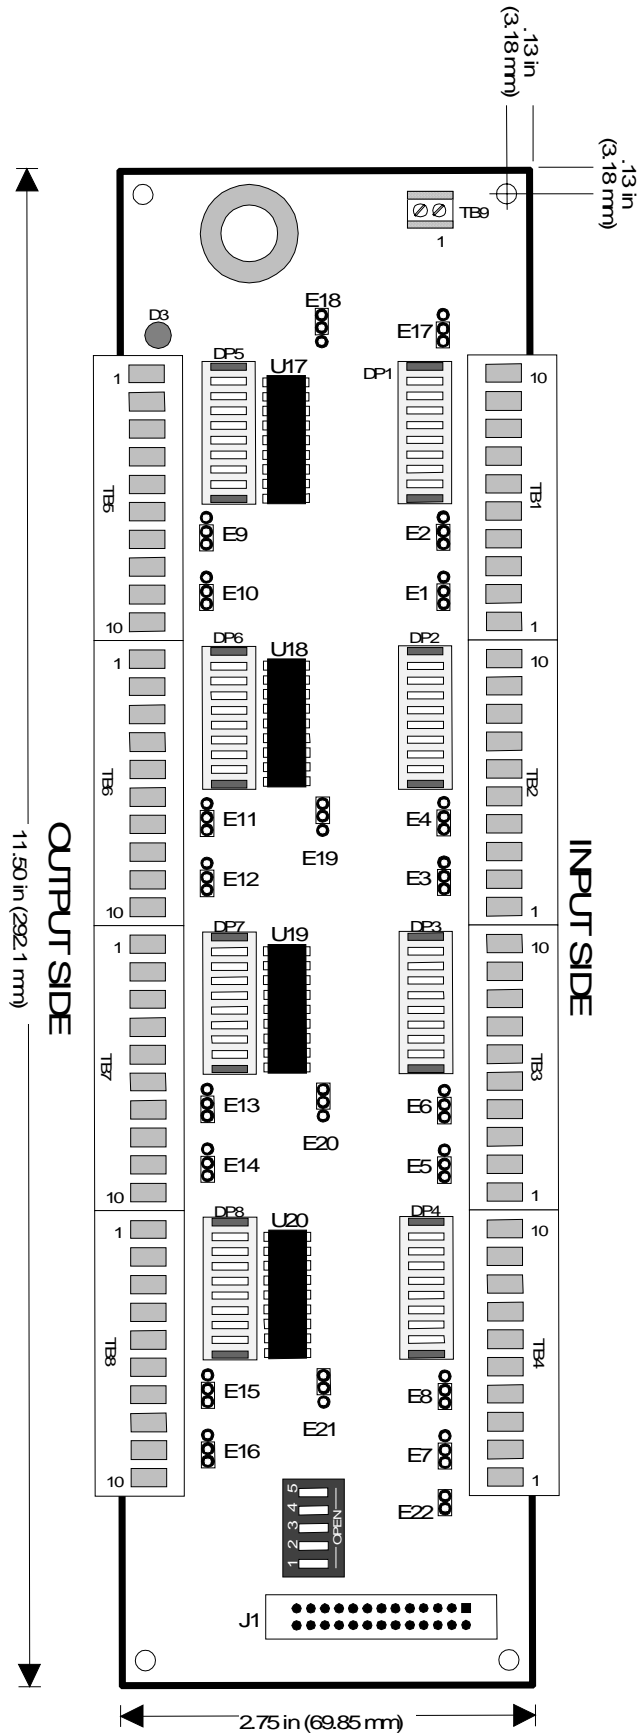 .13 in
(3.18 mm)
.13 in
(3.18 mm)
TB9
1
E18
D3
E17
DP5
U17
DP1
1
10
TB5
TB1
E9
E2
E10
E1
10
1
DP6
U18
DP2
1
10
TB6
TB2
E11
E4
E19
E12
E3
10
1
OUTPUT SIDE
INPUT SIDE
11.50 in (292.1 mm)
DP7
U19
DP3
1
10
TB7
TB3
E13
E6
E20
E14
E5
10
1
DP8
U20
DP4
1
10
TB8
TB4
E15
E8
E21
E16
E7
10
1
E22
1 2 3 4 5
OPEN
J1
2.75 in (69.85 mm)